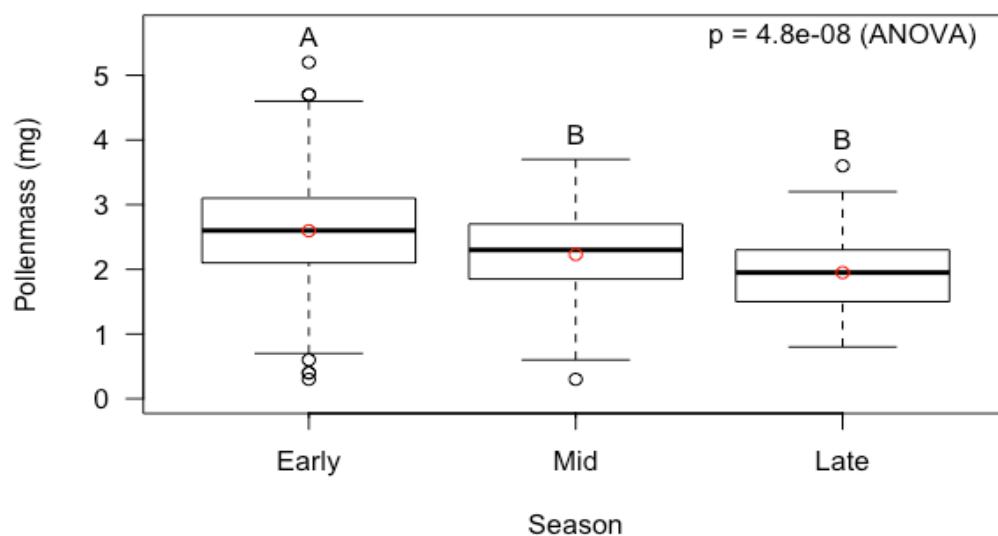 p = 4.8e-08 (ANOVA)
A
B
B
Pollenmass (mg)
5
4
3
2
1
0
Early
Mid
Late
Season